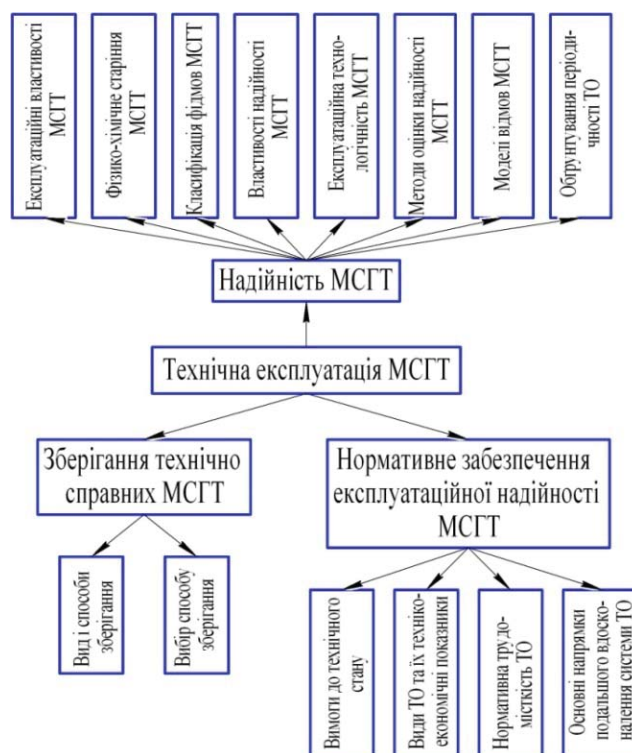 Експлуатаційні властивості
МСГТ
Фізико-хімічне старіння
МСГТ
Класифікація фідмов МСГТ
Властивості надійності
МСГТ
Експлуатаційна техно-
логічність МСГТ
Методи оцінки надійності
МСГТ
Моделі відмов МСГТ
Обґрунтування періоди-
чності ТО
Надійність МСГТ
Технічна експлуатація МСГТ
Зберігання технічно
справних МСГТ
Нормативне забезпечення
експлуатаційної надійності
МСГТ
Вид і способи
зберігання
Вибір способу
зберігання
Вимоги до технічного
стану
Види ТО та їх техніко-
економічні показники
Нормативна трудо-
місткість ТО
Основні напрямки
подальшого вдоско-
налення системи ТО